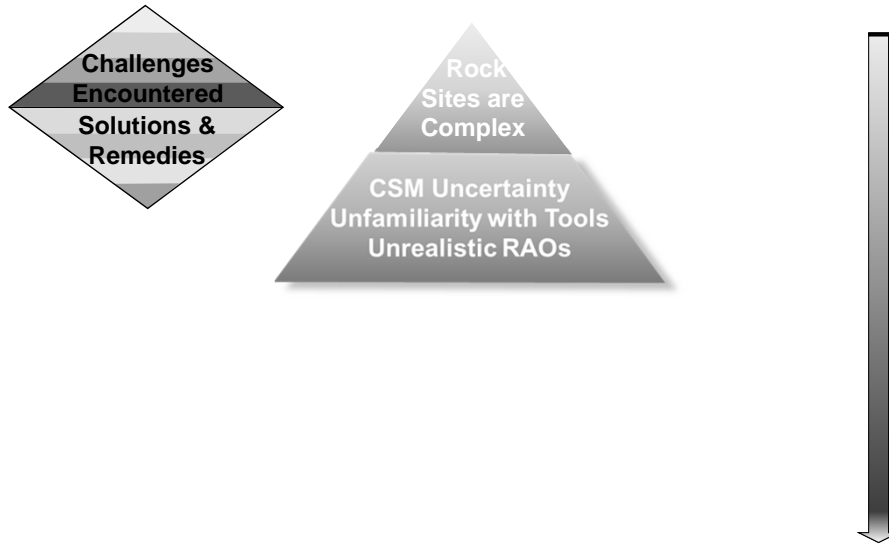 Challenges
Encountered
Solutions &
Remedies
Rock
Sites are
Complex
CSM Uncertainty
Unfamiliarity with Tools
Unrealistic RAOs